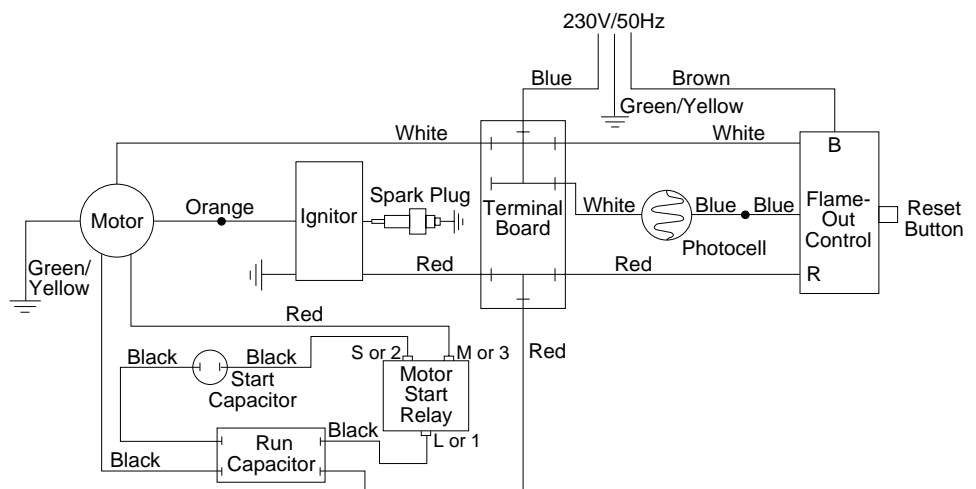 230V/50Hz
Blue
Brown
Green/Yellow
White
White
B
Motor
Orange
Ignitor
Spark Plug
Terminal
Board
White
Blue
Blue
Photocell
Flame-
Out
Control
Reset
Button
Green/
Yellow
Red
Red
R
Red
Black
Black
S or 2
M or 3
Red
Start
Capacitor
Motor
Start
Relay
L or 1
Black
Run
Capacitor
Black